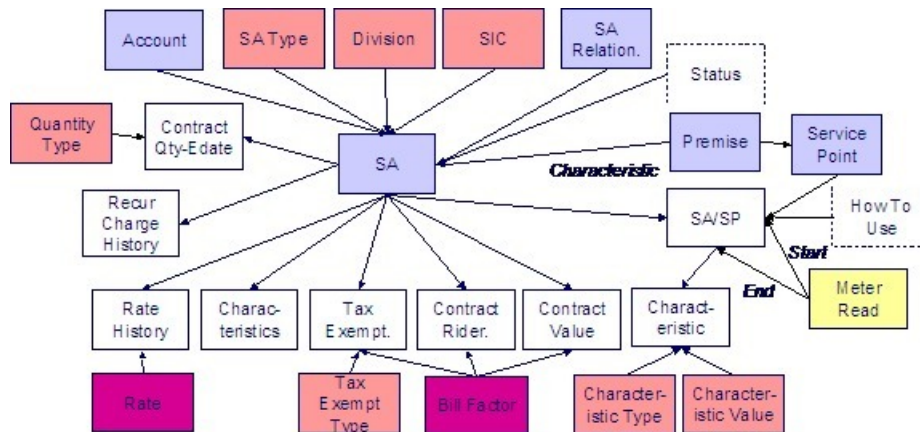 Account
SA Type
Division
SIC
SA
Relation.
Status
Quantity
Type
Contract
Qty-Edate
SA
Premise
Service
Point
Characteristic
Recur
Charge
History
SA/SP
How To
Use
Start
End
Meter
Read
Rate
History
Charac-
teristics
Tax
Exempt.
Contract
Rider.
Contract
Value
Charact-
eristic
Rate
Tax
Exempt
Type
Bill Factor
Character-
istic Type
Character-
istic Value